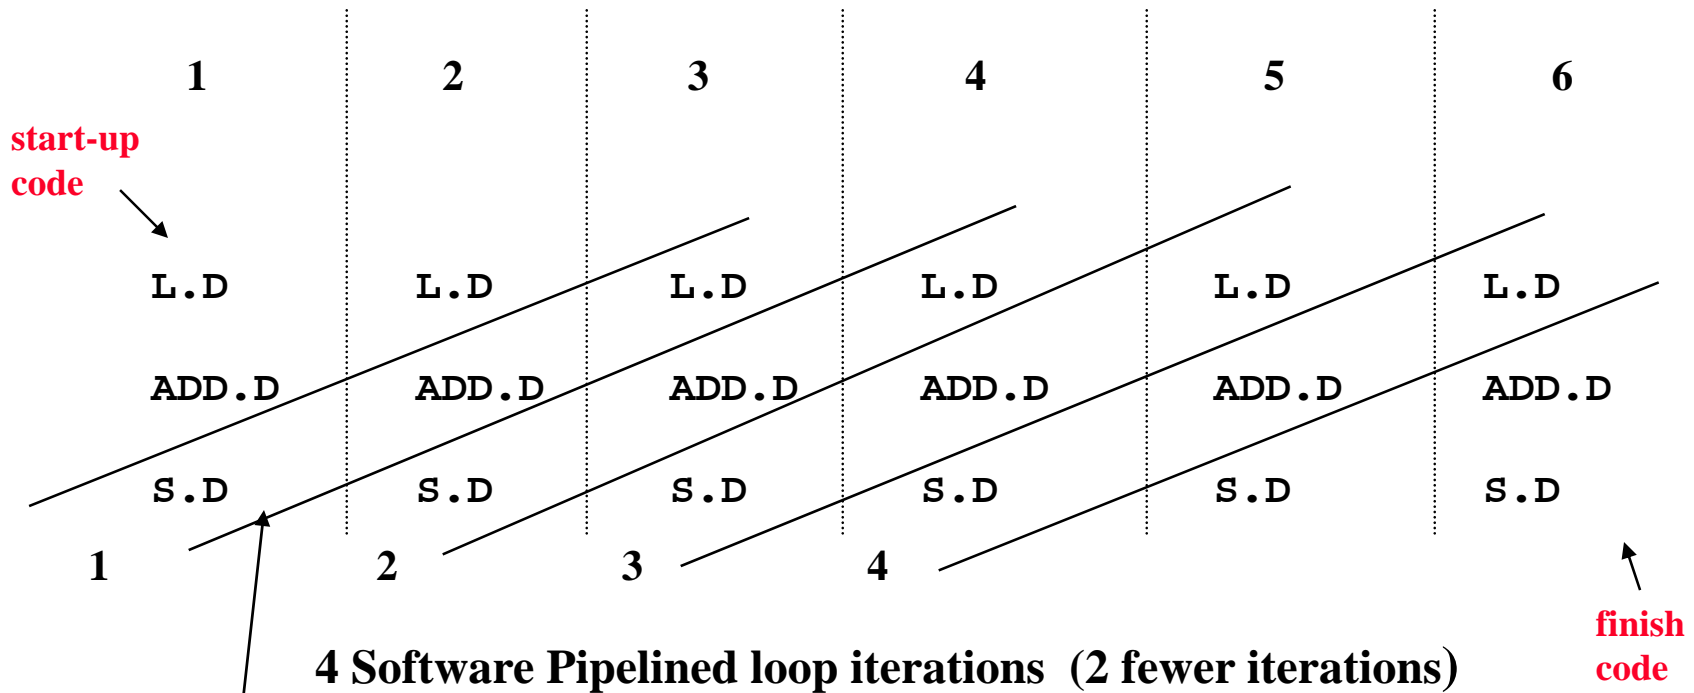 1 2 3 4 5 6
start-up
code
L.D L.D L.D L.D L.D L.D
ADD.D ADD.D ADD.D ADD.D ADD.D ADD.D
S.D S.D S.D S.D S.D S.D
1 2 3 4
finish
code
4 Software Pipelined loop iterations (2 fewer iterations)